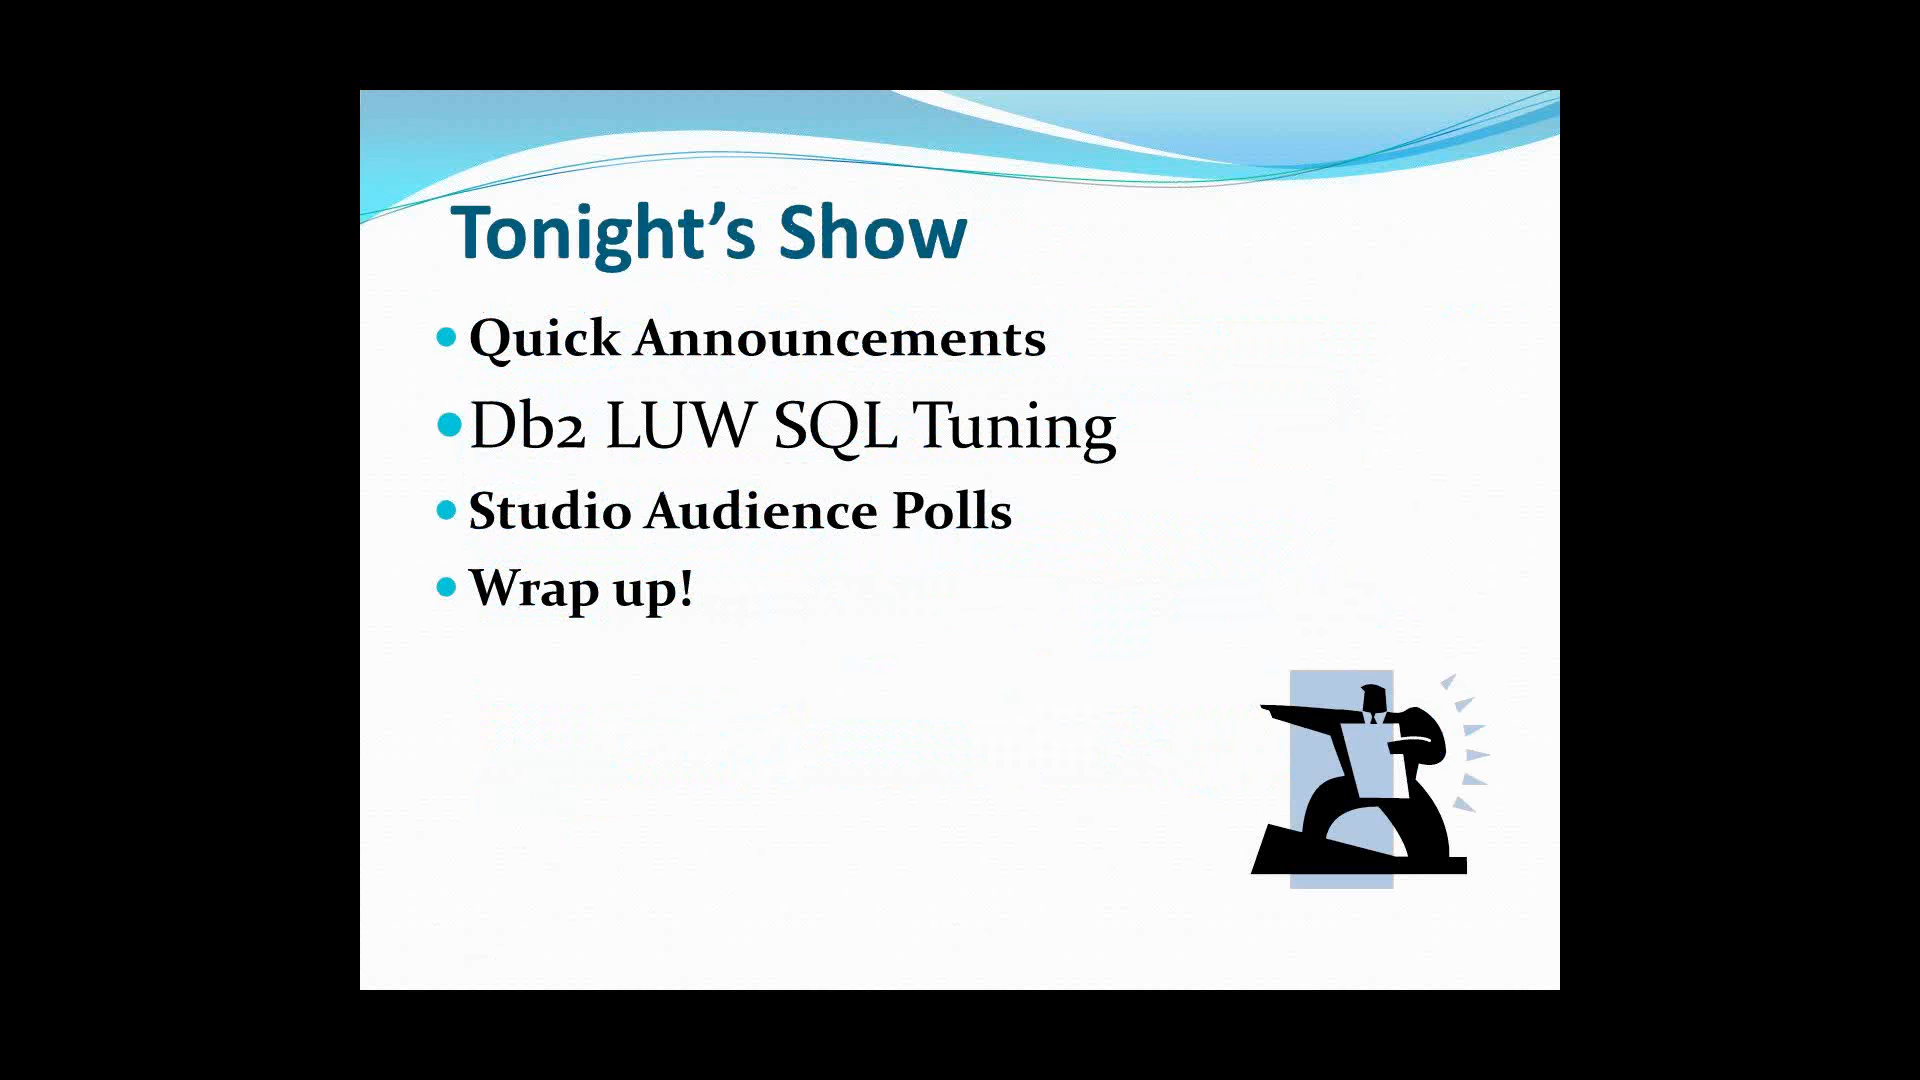 Tonight’s Show
Quick Announcements
Db2 LUW SQL Tuning
Studio Audience Polls
Wrap up!